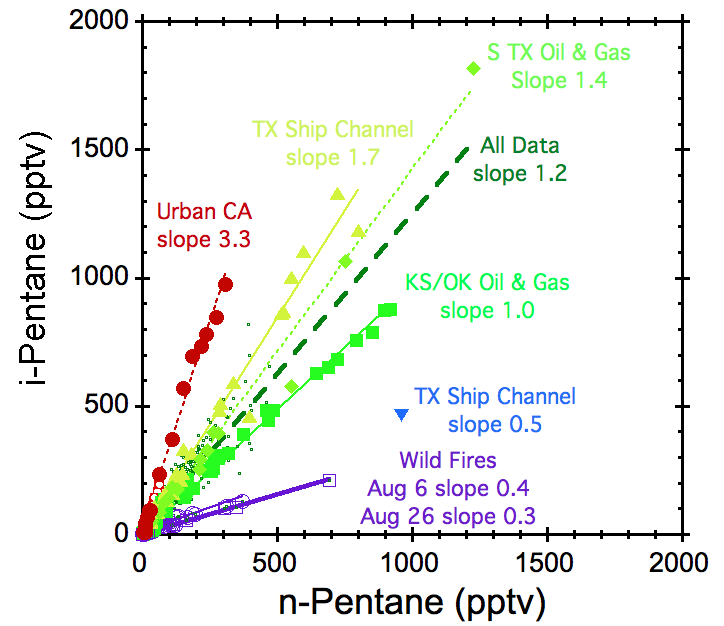 2000
S TX Oil & Gas
Slope 1.4
TX Ship Channel
slope 1.7
All Data
slope 1.2
1500
Urban CA
slope 3.3
i-Pentane (pptv)
1000
KS/OK Oil & Gas
slope 1.0
500
TX Ship Channel
slope 0.5
Wild Fires
Aug 6 slope 0.4
Aug 26 slope 0.3
0
0
500
1000
1500
2000
n-Pentane (pptv)